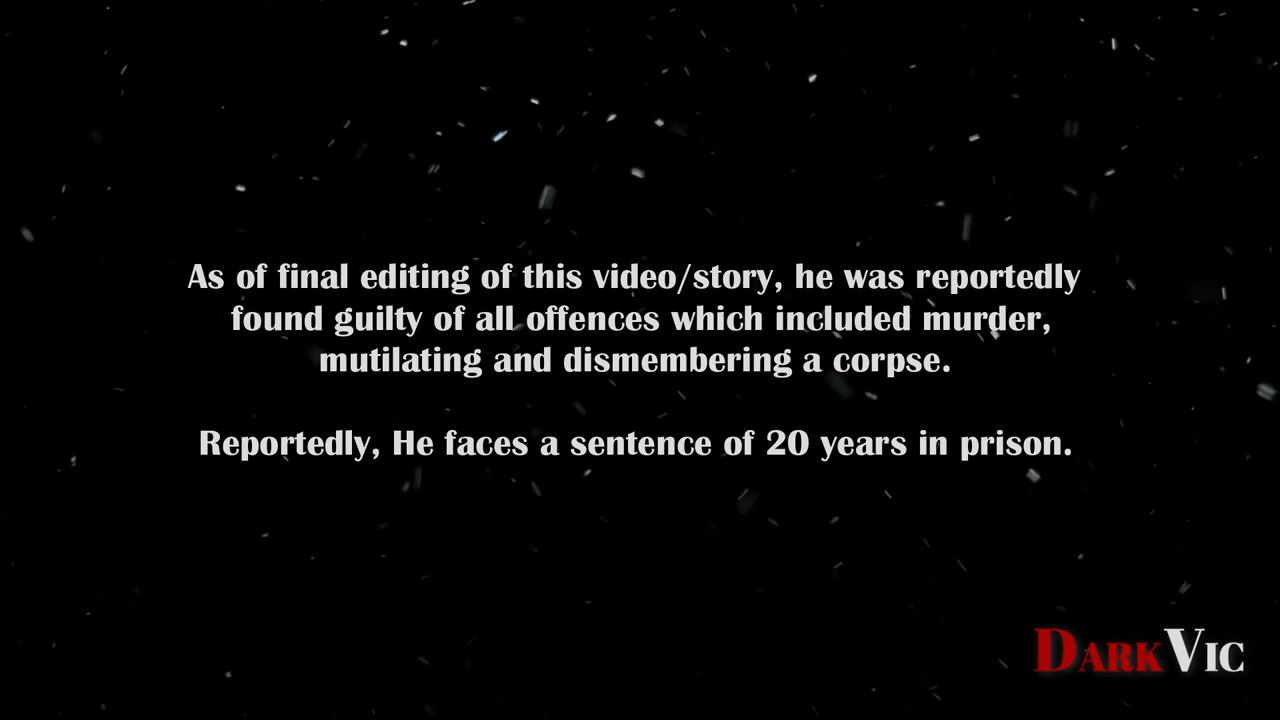 As of final editing of this video/story, he was reportedly
found guilty of all offences which included murder,
mutilating and dismembering a corpse.
Reportedly, He faces a sentence of 20 years in prison.
DARKVIC